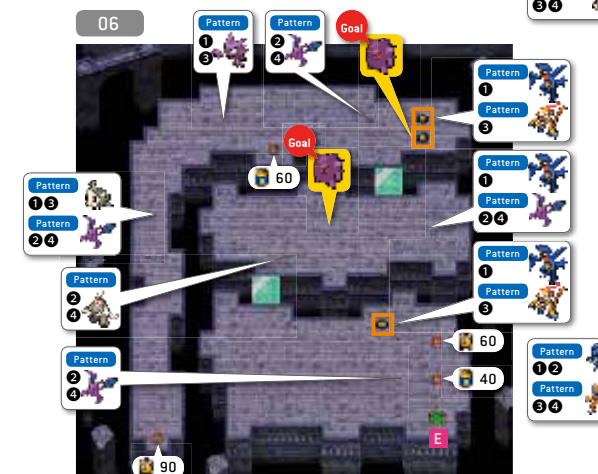 06
Pattern
❶
❸
Pattern
❷
❹
Goal
❸❹
Pattern
❶
Pattern
❸
Goal
60
Pattern
❶❸
Pattern
❷❹
Pattern
❶
Pattern
❷❹
Pattern
❷
❹
Pattern
❶
Pattern
❸
60
Pattern
❷
❹
40
Pattern
❶❷
Pattern
❸❹
E
90